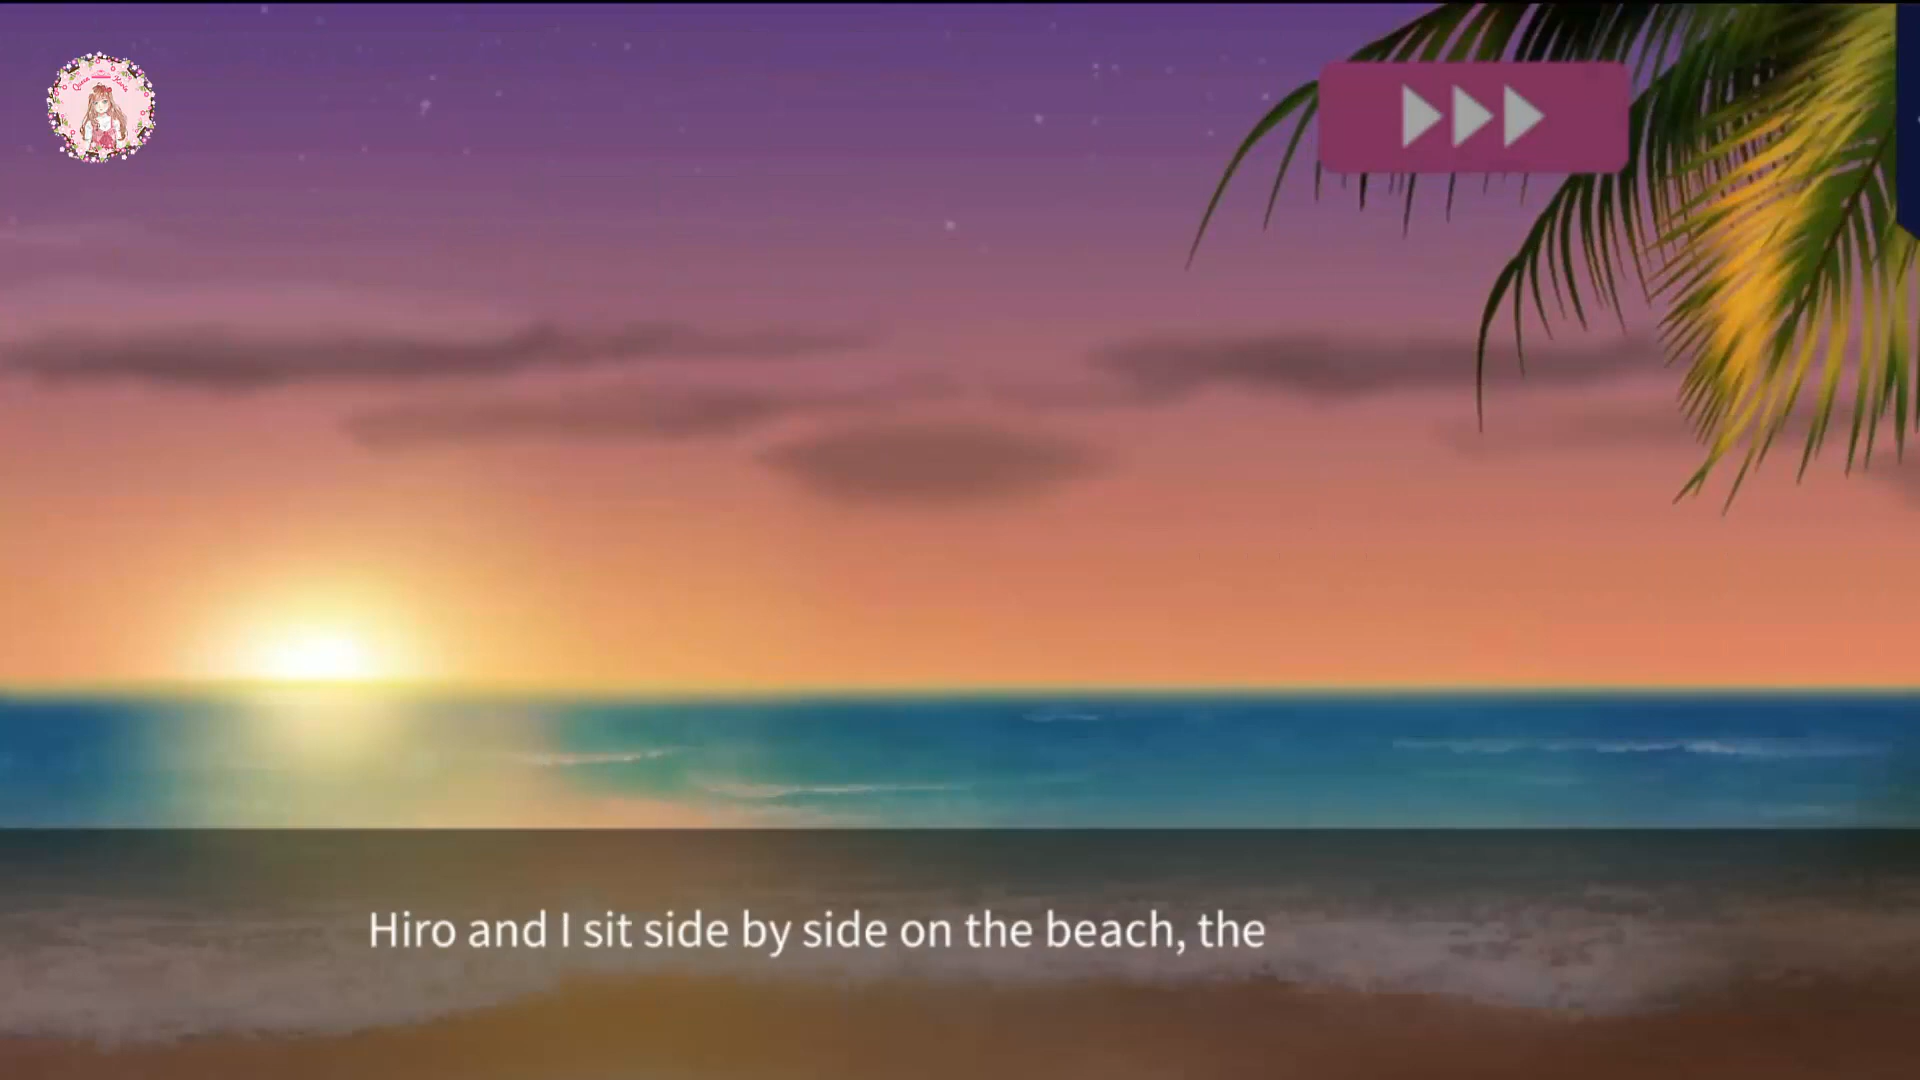 Hiro and I sit side by side on the beach, the